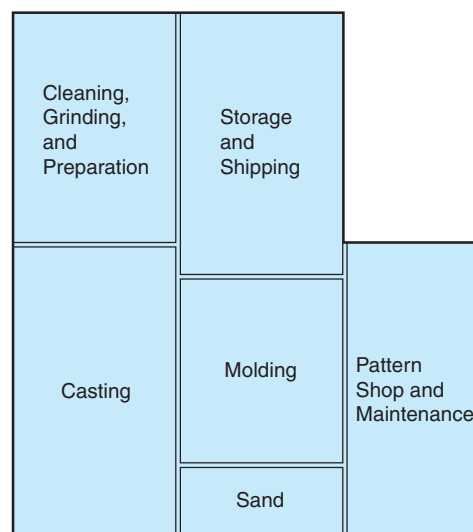 Cleaning,
Grinding,
and
Preparation
Storage
and
Shipping
Casting
Molding
Pattern
Shop and
Maintenance
Sand